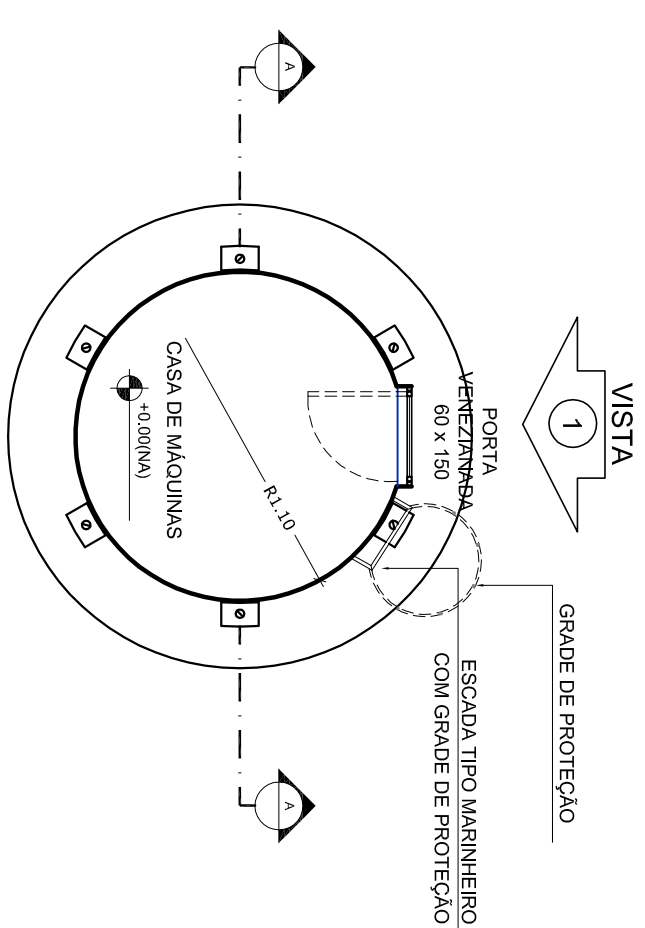 VISTA
1
GRADE DE PROTEÇÃO
PORTA
VENEZIANADA
60 x 150
ESCADA TIPO MARINHEIRO
COM GRADE DE PROTEÇÃO
R1.10
CASA DE MÁQUINAS
+0.00(NA)
A
A